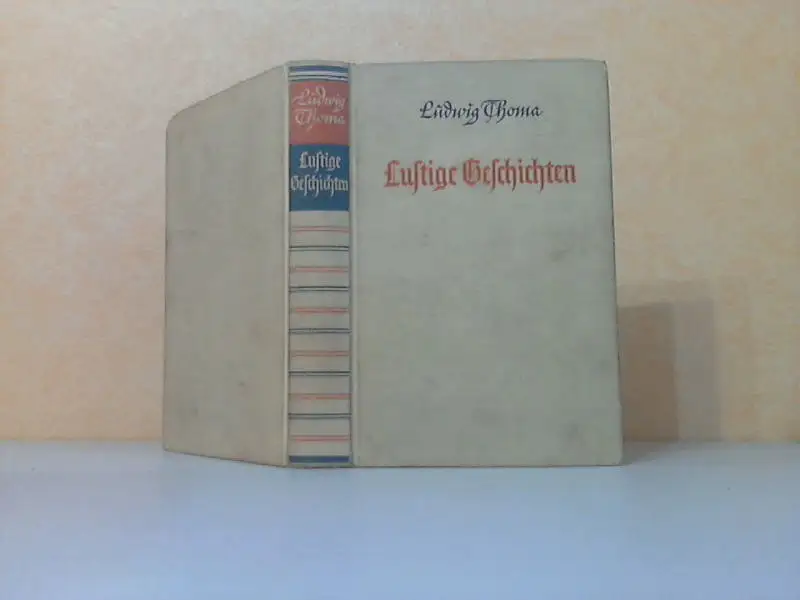 Ludwig
Thoma
Lustige
Geschichten
Ludwig Thoma
Lustige Geschichten